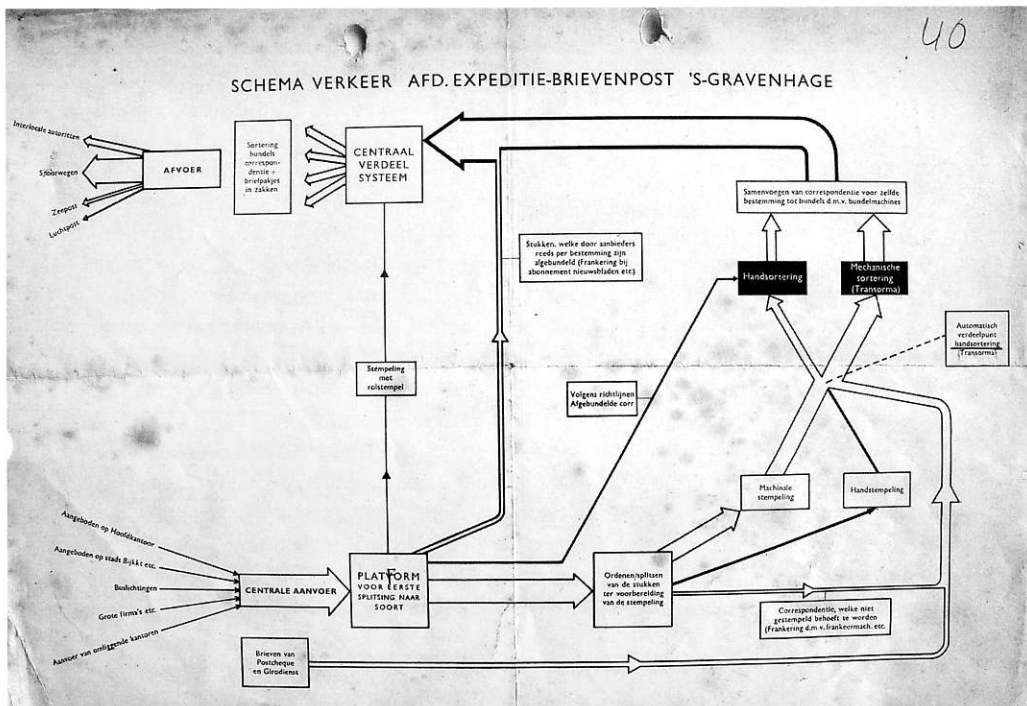 40
SCHEMA VERKEER AFD. EXPEDITIE-BRIEVENPOST 'S-GRAVENHAGE
Interlocale autoritten
Spoorwegen
Zeepost
Luchtpost
AFVOER
Sortering
bundels
correspon-
dentie +
briefpakjes
in zakken
CENTRAAL
VERDEEL
SYSTEEM
Samenvoegen van correspondentie voor zelfde
bestemming tot bundels d.m.v. bundelmachines
Stukken, welke door aanbieders
reeds per bestemming zijn
afgebundeld (Frankering bij
abonnement nieuwsbladen etc.)
Handsortering
Mechanische
sortering
(Transorma)
Automatisch
verdeelpunt
handsortering
(Transorma)
Stempeling
met
rolstempel
Volgens richtlijnen
Afgebundelde corr
Machinale
stempeling
Handstempeling
Aangeboden op Hoofdkantoor
Aangeboden op stads Bijkkt etc.
Buslichtingen
Grote firma's etc.
Aanvoer van omliggende kantoren
CENTRALE AANVOER
PLATVORM
VOOR EERSTE
SPLITSING NAAR
SOORT
Ordenen/splitsen
van de stukken
ter voorbereiding
van de stempeling
Correspondentie, welke niet
gestempeld behoeft te worden
(Frankering d.m.v. frankeermach. etc.
Brieven van
Postcheque
en Girodienst